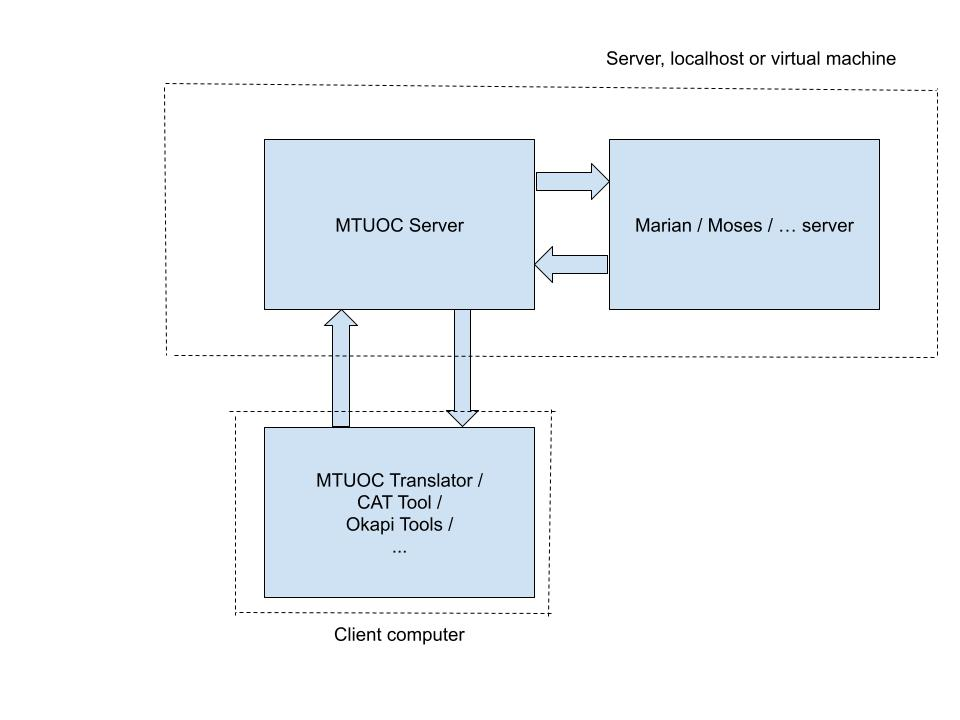 Server, localhost or virtual machine
MTUOC Server
Marian / Moses / … server
MTUOC Translator /
CAT Tool /
Okapi Tools /
...
Client computer